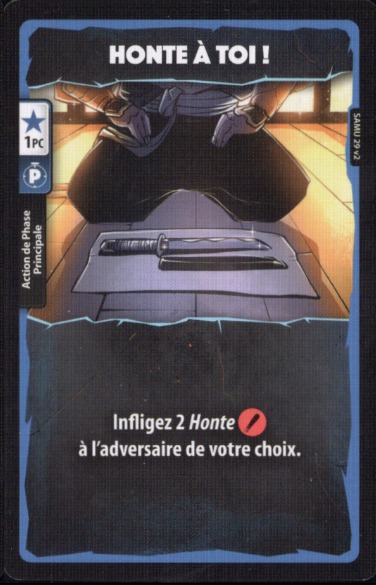 HONTE À TOI !
1PC
P
Action de Phase
Principale
SAMU 29 v2
Infligez 2 Honte
à l'adversaire de votre choix.